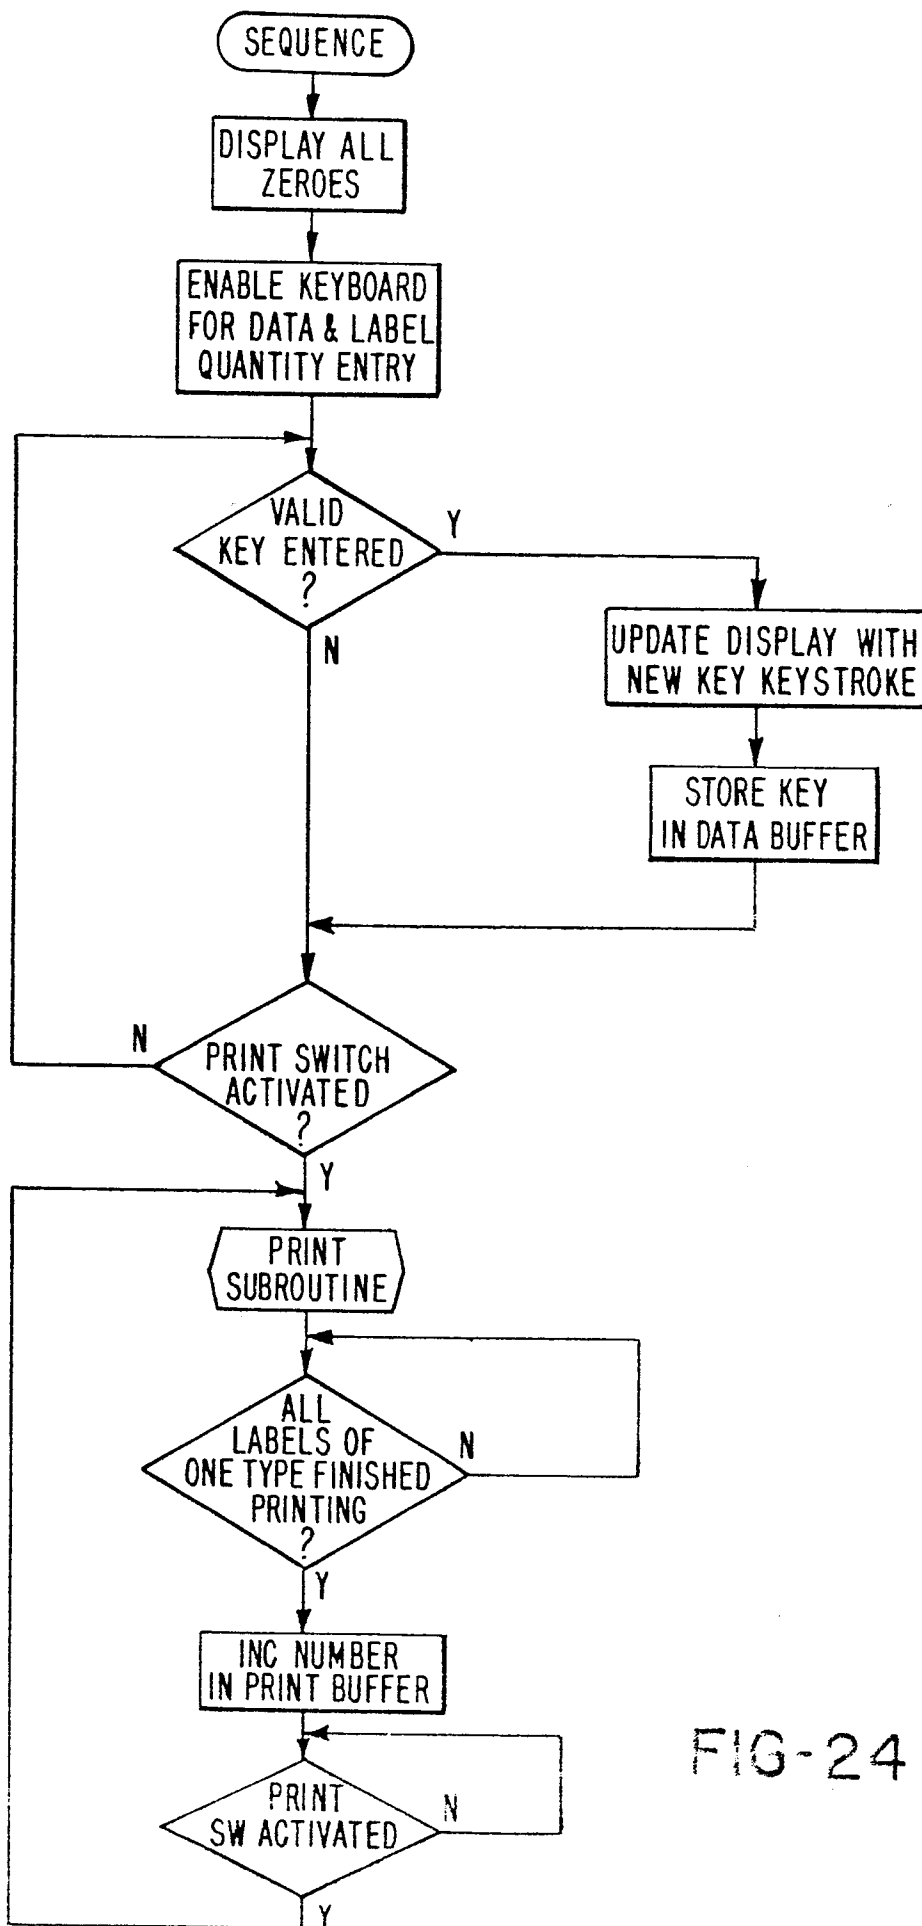 SEQUENCE
DISPLAY ALL
ZEROES
ENABLE KEYBOARD
FOR DATA & LABEL
QUANTITY ENTRY
VALID
KEY ENTERED
?
Y
N
UPDATE DISPLAY WITH
NEW KEY KEYSTROKE
STORE KEY
IN DATA BUFFER
N
PRINT SWITCH
ACTIVATED
?
Y
PRINT
SUBROUTINE
ALL
LABELS OF
ONE TYPE FINISHED
PRINTING
?
N
Y
INC NUMBER
IN PRINT BUFFER
PRINT
SW ACTIVATED
N
Y
FIG-24